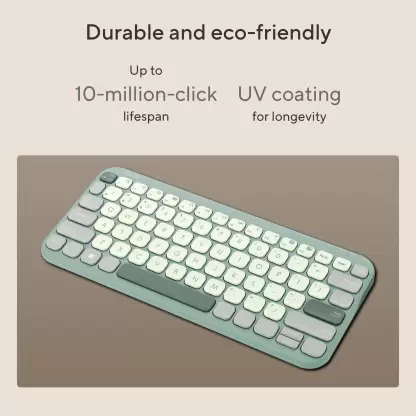 Durable and eco-friendly
Up to
10-million-click
lifespan
UV coating
for longevity